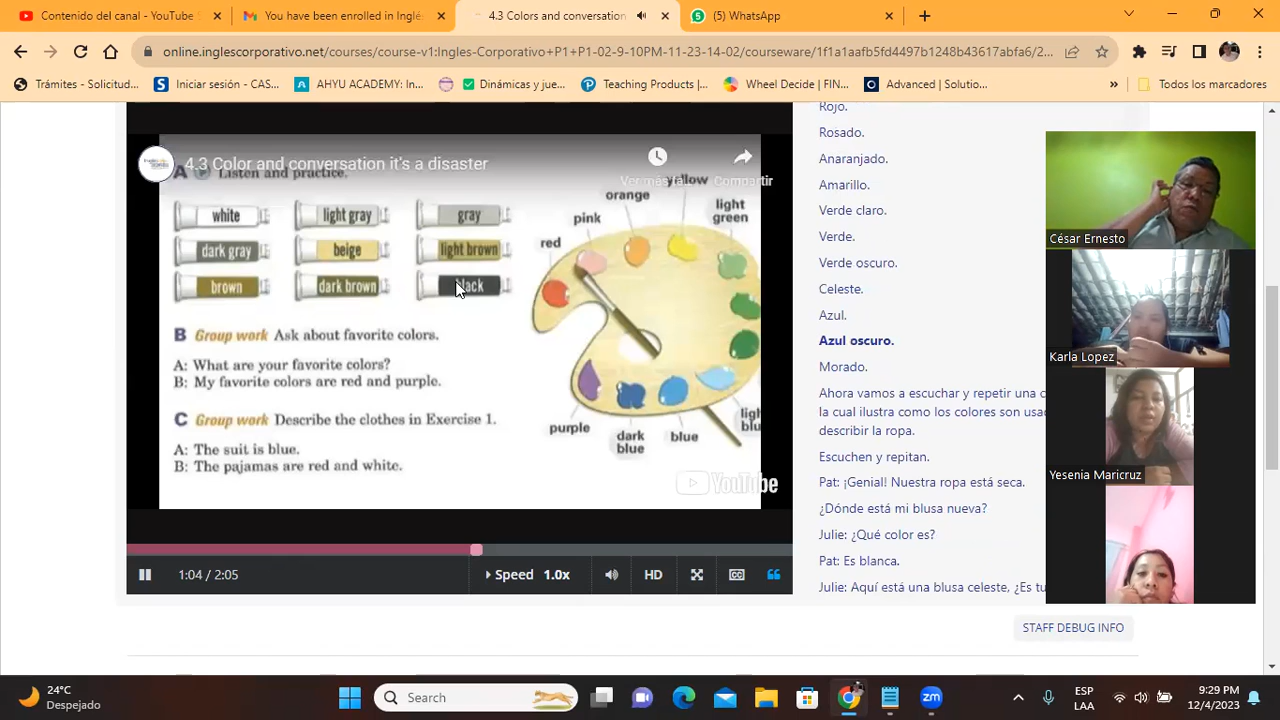 Contenido del canal - YouTube S
You have been enrolled in Inglés
4.3 Colors and conversation
(5) WhatsApp
online.inglescorporativo.net/courses/course-v1:Ingles-Corporativo+P1+P1-02-9-10PM-11-23-14-02/courseware/1f1a1aafb5fd4497b1248b43617abfa6/2...
Trámites - Solicitud...
Iniciar sesión - CAS...
AHYU ACADEMY: In...
Dinámicas y jue...
Teaching Products |...
Wheel Decide | FIN...
Advanced | Solutio...
»
Todos los marcadores
4.3 Color and conversation it's a disaster
Compartir
A Listen and practice.
white
light gray
gray
dark gray
beige
light brown
brown
dark brown
black
yellow
orange
light
green
pink
red
B Group work Ask about favorite colors.
A: What are your favorite colors?
B: My favorite colors are red and purple.
C Group work Describe the clothes in Exercise 1.
A: The suit is blue.
B: The pajamas are red and white.
purple
dark
blue
blue
YouTube
1:04 / 2:05
Speed 1.0x
HD
Rojo.
Rosado.
Anaranjado.
Amarillo.
Verde claro.
Verde.
Verde oscuro.
Celeste.
Azul.
Azul oscuro.
Morado.
Ahora vamos a escuchar y repetir una c
la cual ilustra como los colores son usad
describir la ropa.
Escuchen y repitan.
Pat: ¡Genial! Nuestra ropa está seca.
¿Dónde está mi blusa nueva?
Julie: ¿Qué color es?
Pat: Es blanca.
Julie: Aquí está una blusa celeste, ¿Es tu
César Ernesto
Karla Lopez
Yesenia Maricruz
STAFF DEBUG INFO
24°C
Despejado
Search
zm
ESP
LAA
9:29 PM
12/4/2023